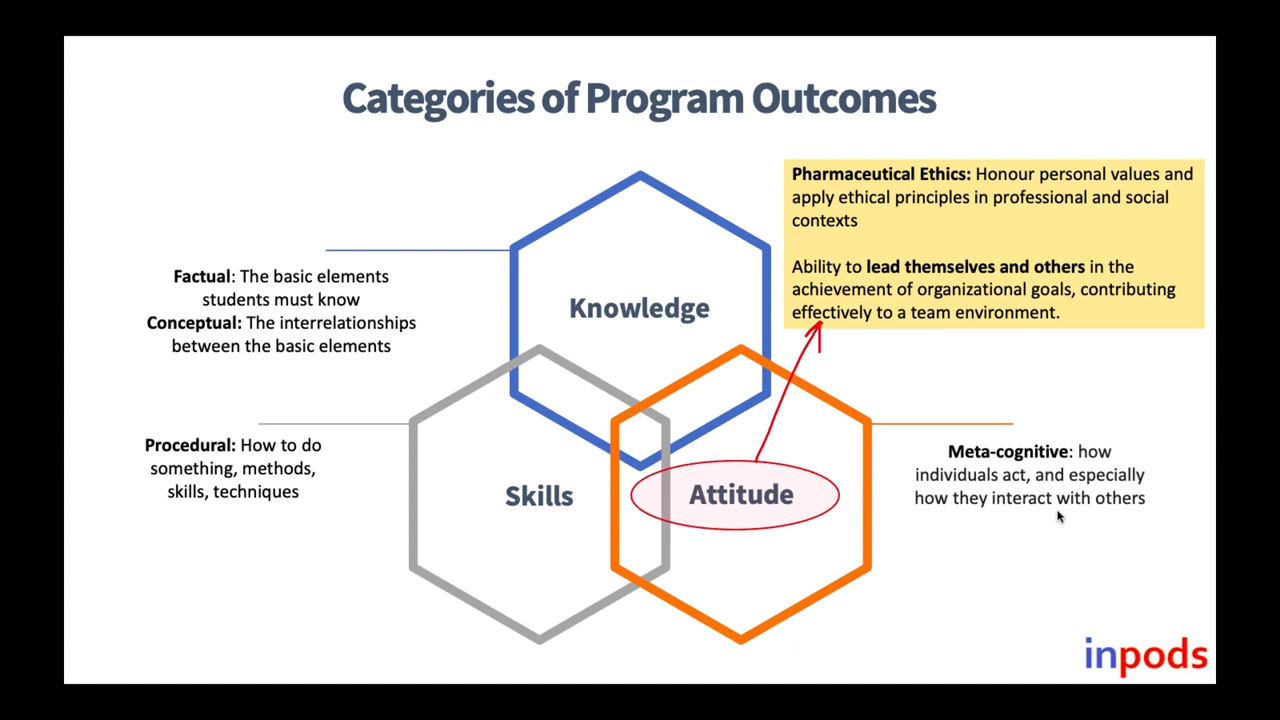 Categories of Program Outcomes
Pharmaceutical Ethics: Honour personal values and
apply ethical principles in professional and social
contexts
Ability to lead themselves and others in the
achievement of organizational goals, contributing
effectively to a team environment.
Factual: The basic elements
students must know
Conceptual: The interrelationships
between the basic elements
Knowledge
Procedural: How to do
something, methods,
skills, techniques
Skills
Attitude
Meta-cognitive: how
individuals act, and especially
how they interact with others
inpods